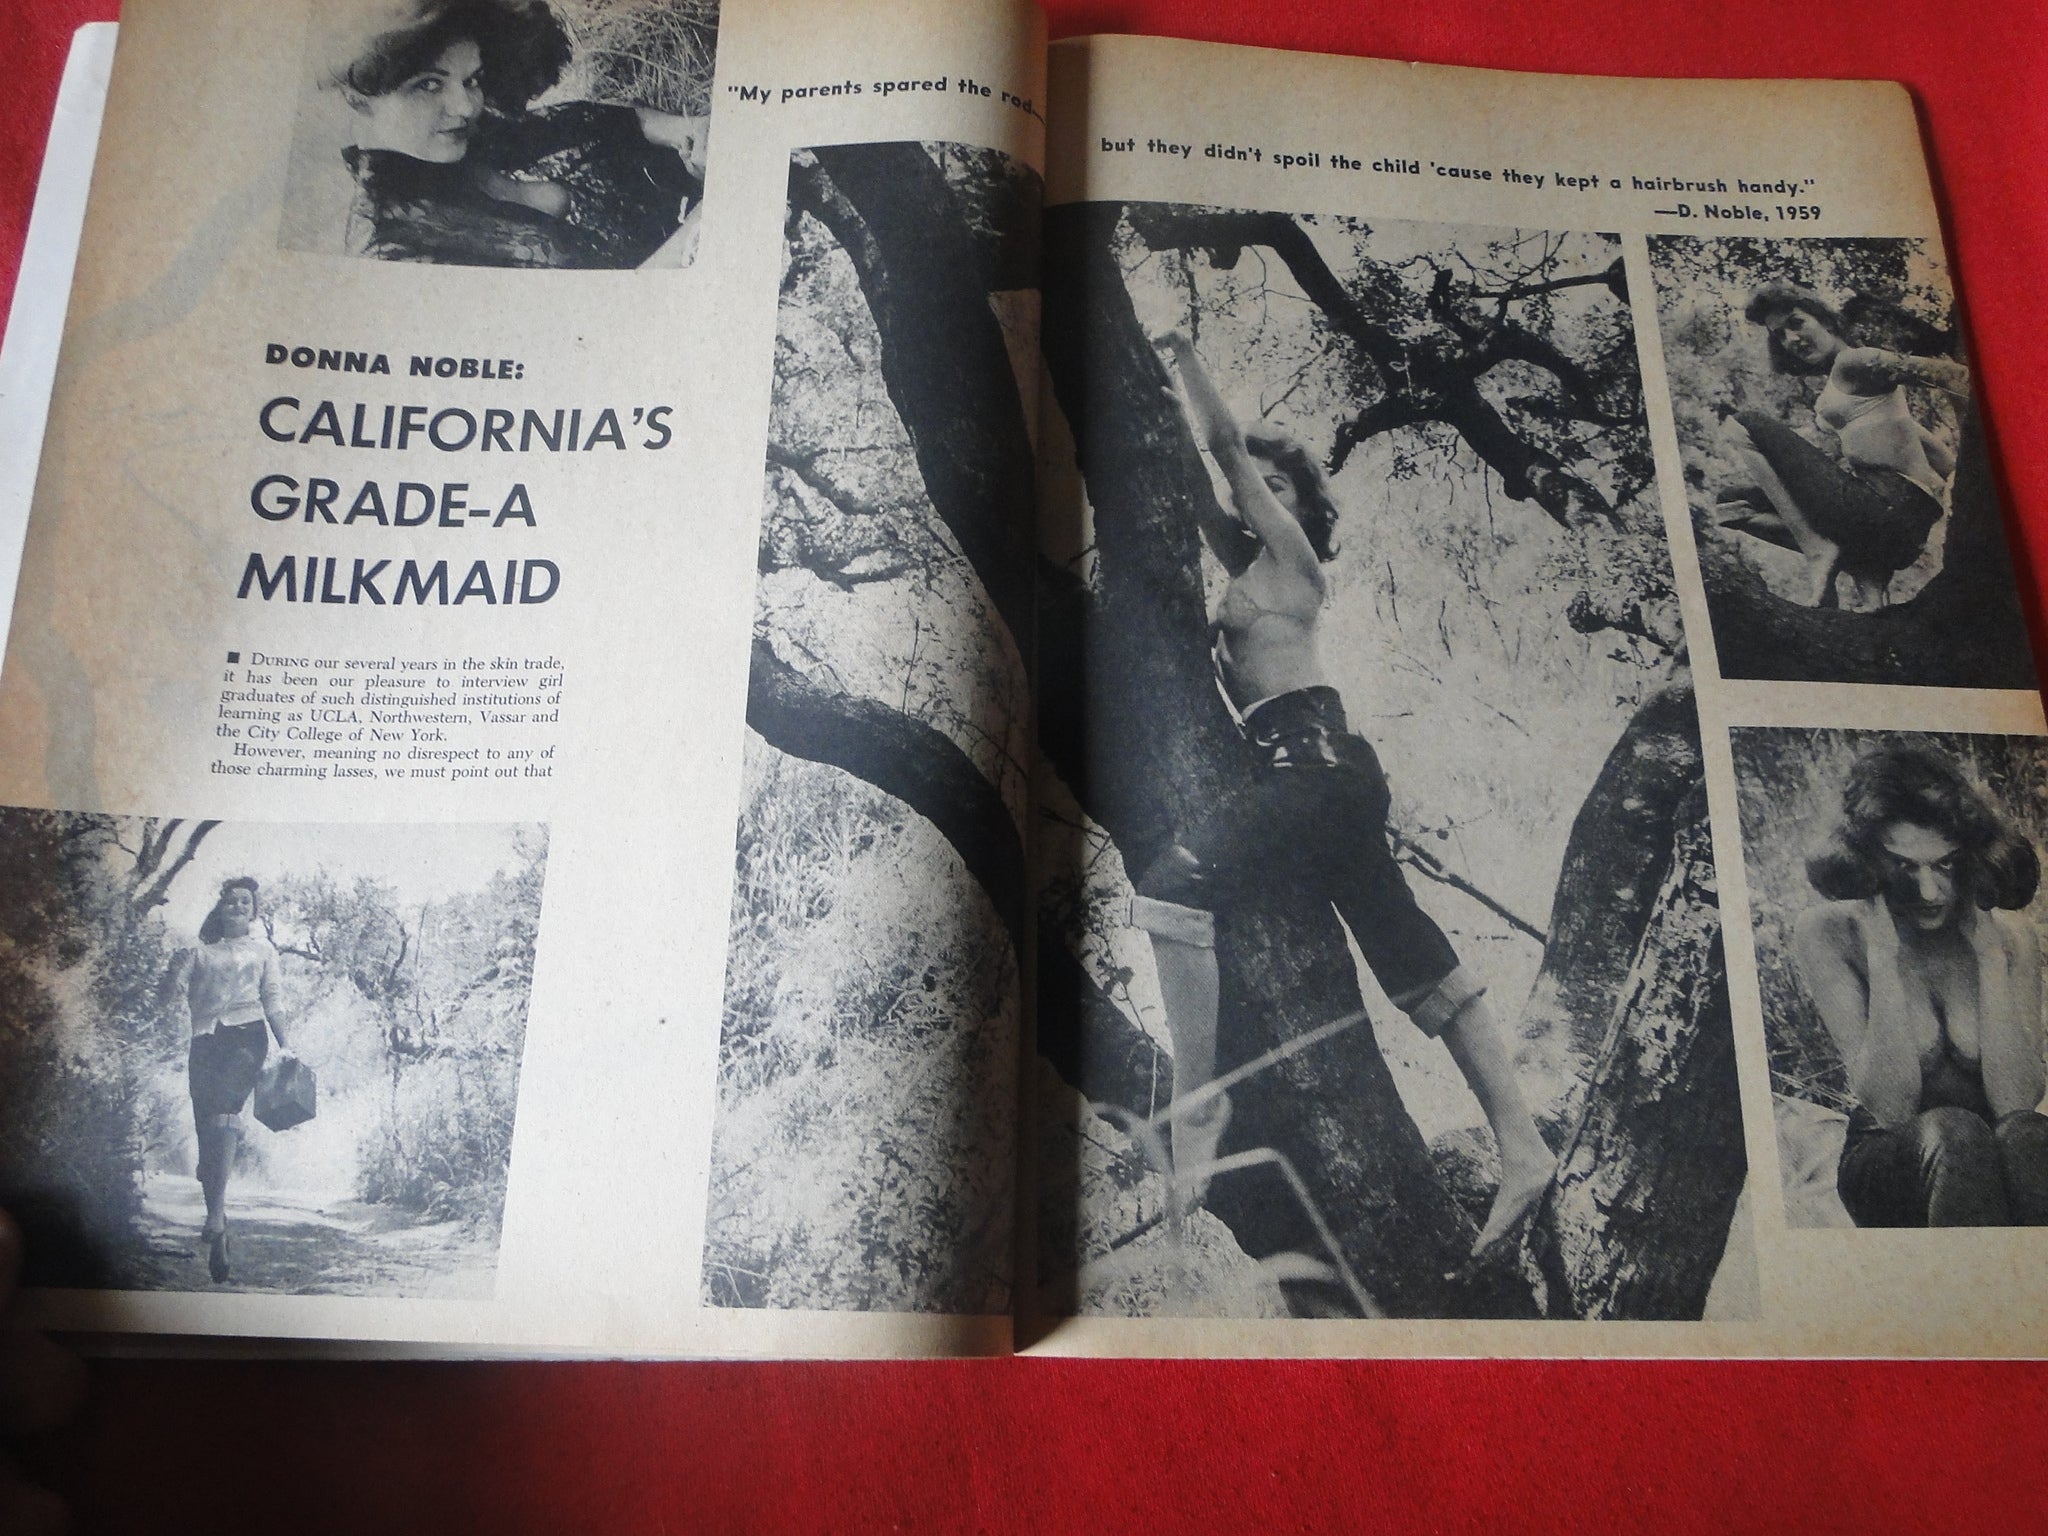 "My parents spared the rod—
but they didn't spoil the child 'cause they kept a hairbrush handy."
—D. Noble, 1959
DONNA NOBLE:
CALIFORNIA'S
GRADE-A
MILKMAID
■ DURING our several years in the skin trade,
it has been our pleasure to interview girl
graduates of such distinguished institutions of
learning as UCLA, Northwestern, Vassar and
the City College of New York.
However, meaning no disrespect to any of
those charming lasses, we must point out that